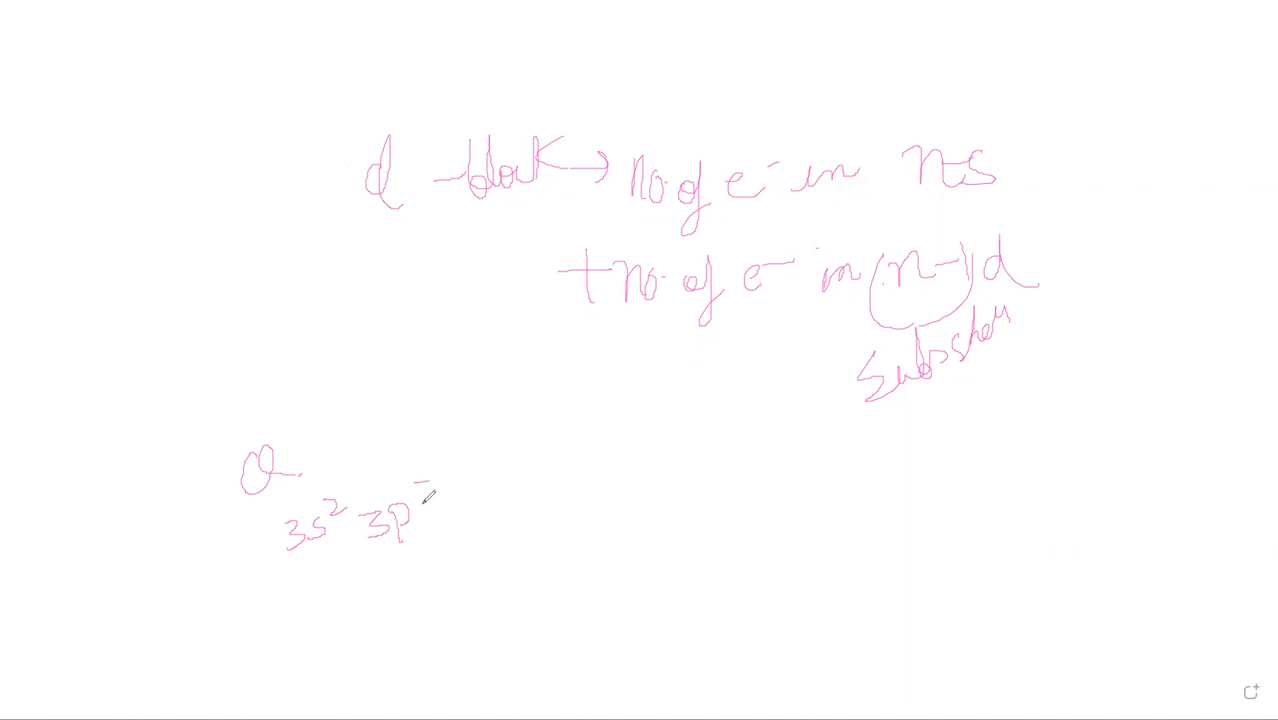 d-block → No. of e⁻ in ns
+ No. of e⁻ in (n-1)d
subshell
Q.
3s² 3p